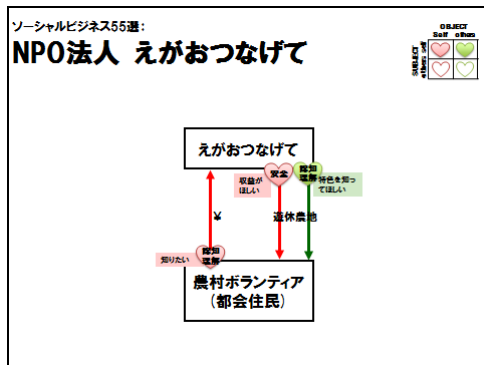 ソーシャルビジネス55選:
NPO法人 えがおつなげて
OBJECT
Self others
SUBJECT
others self
えがおつなげて
収益が
ほしい
安全
認知
理解
特色を知っ
てほしい
¥
遊休農地
知りたい
認知
理解
農村ボランティア
(都会住民)